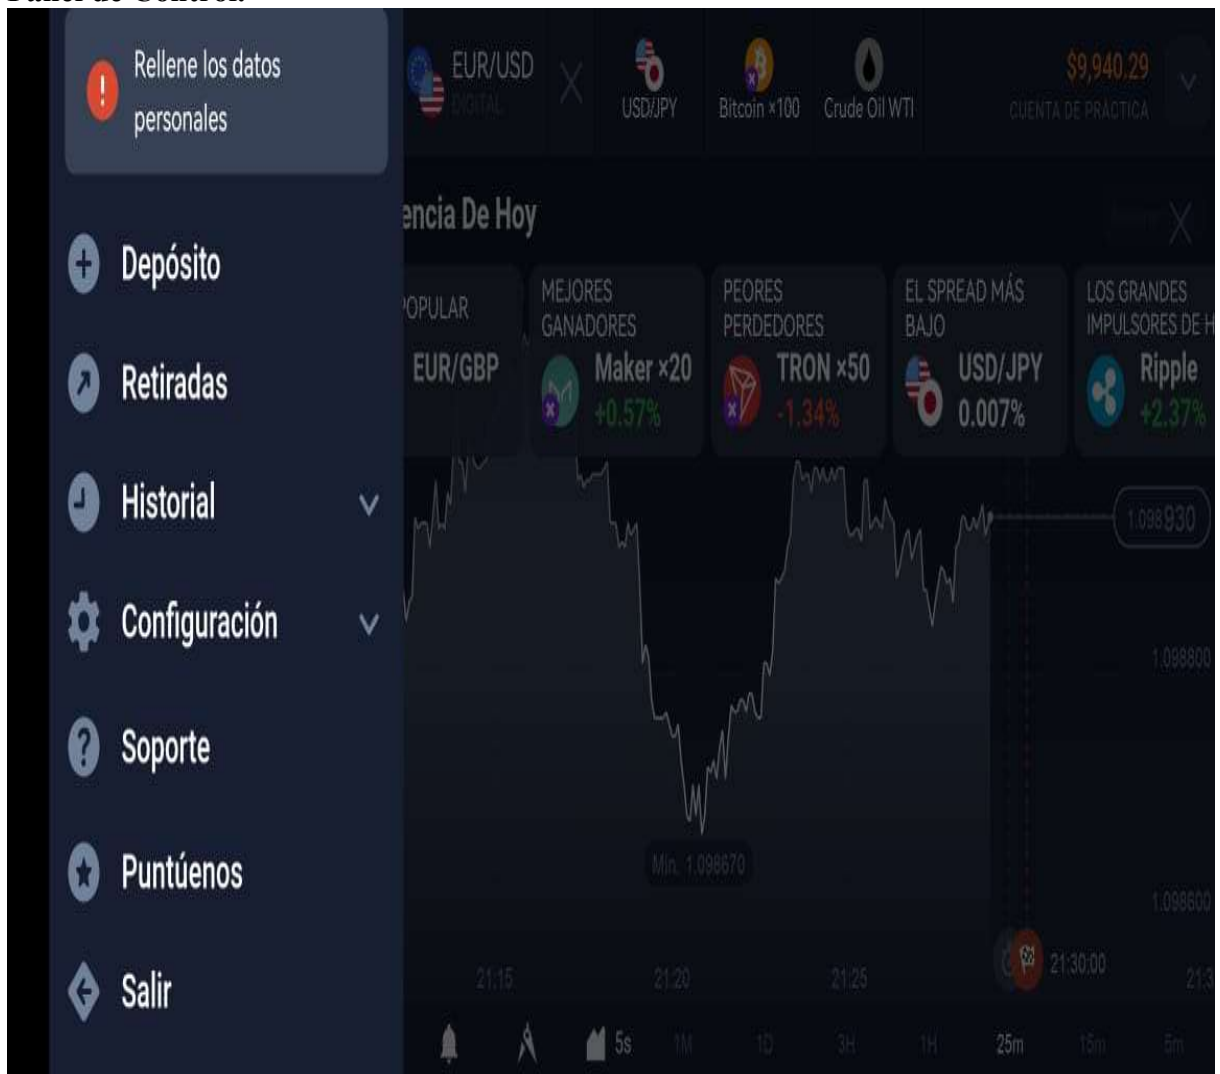 Panel de Control:
Rellene los datos
personales
Depósito
Retiradas
Historial
Configuración
Soporte
Puntúenos
Salir
EUR/USD
DIGITAL
USD/JPY
Bitcoin ×100
Crude Oil WTI
$9,940.29
CUENTA DE PRÁCTICA
encia De Hoy
POPULAR
EUR/GBP
MEJORES
GANADORES
Maker ×20
+0.57%
PEORES
PERDEDORES
TRON ×50
-1.34%
EL SPREAD MÁS
BAJO
USD/JPY
0.007%
LOS GRANDES
IMPULSORES DE H
Ripple
+2.37%
1.098930
1.098800
Min. 1.098670
1.098600
21:15
21:20
21:25
21:30:00
21:3
5s
1M
1D
3H
1H
25m
15m
5m